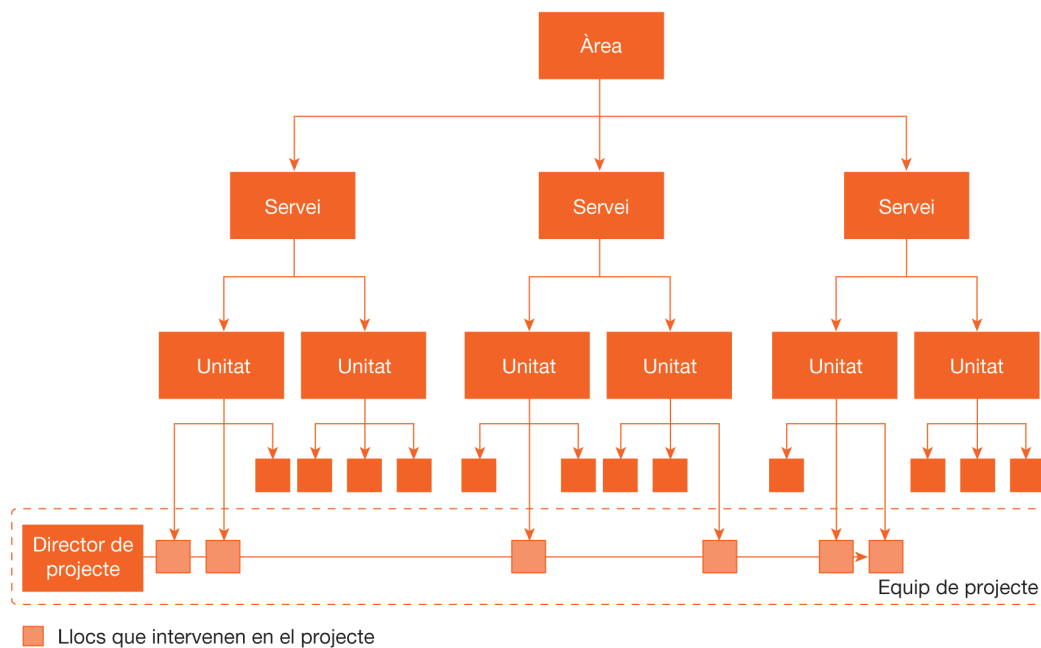 Àrea
Servei
Servei
Servei
Unitat
Unitat
Unitat
Unitat
Unitat
Unitat
Director de
projecte
Equip de projecte
Llocs que intervenen en el projecte